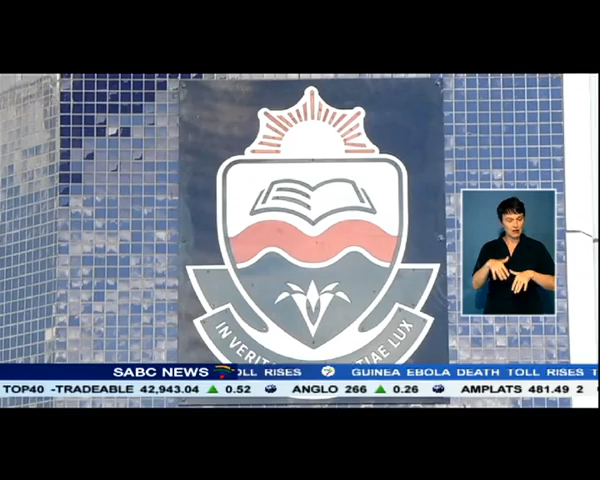 IN VERIT TIAE LUX
SABC NEWS OLL RISES GUINEA EBOLA DEATH TOLL RISES T
TOP40 -TRADEABLE 42,943.04 0.52 ANGLO 266 0.26 AMPLATS 481.49 2